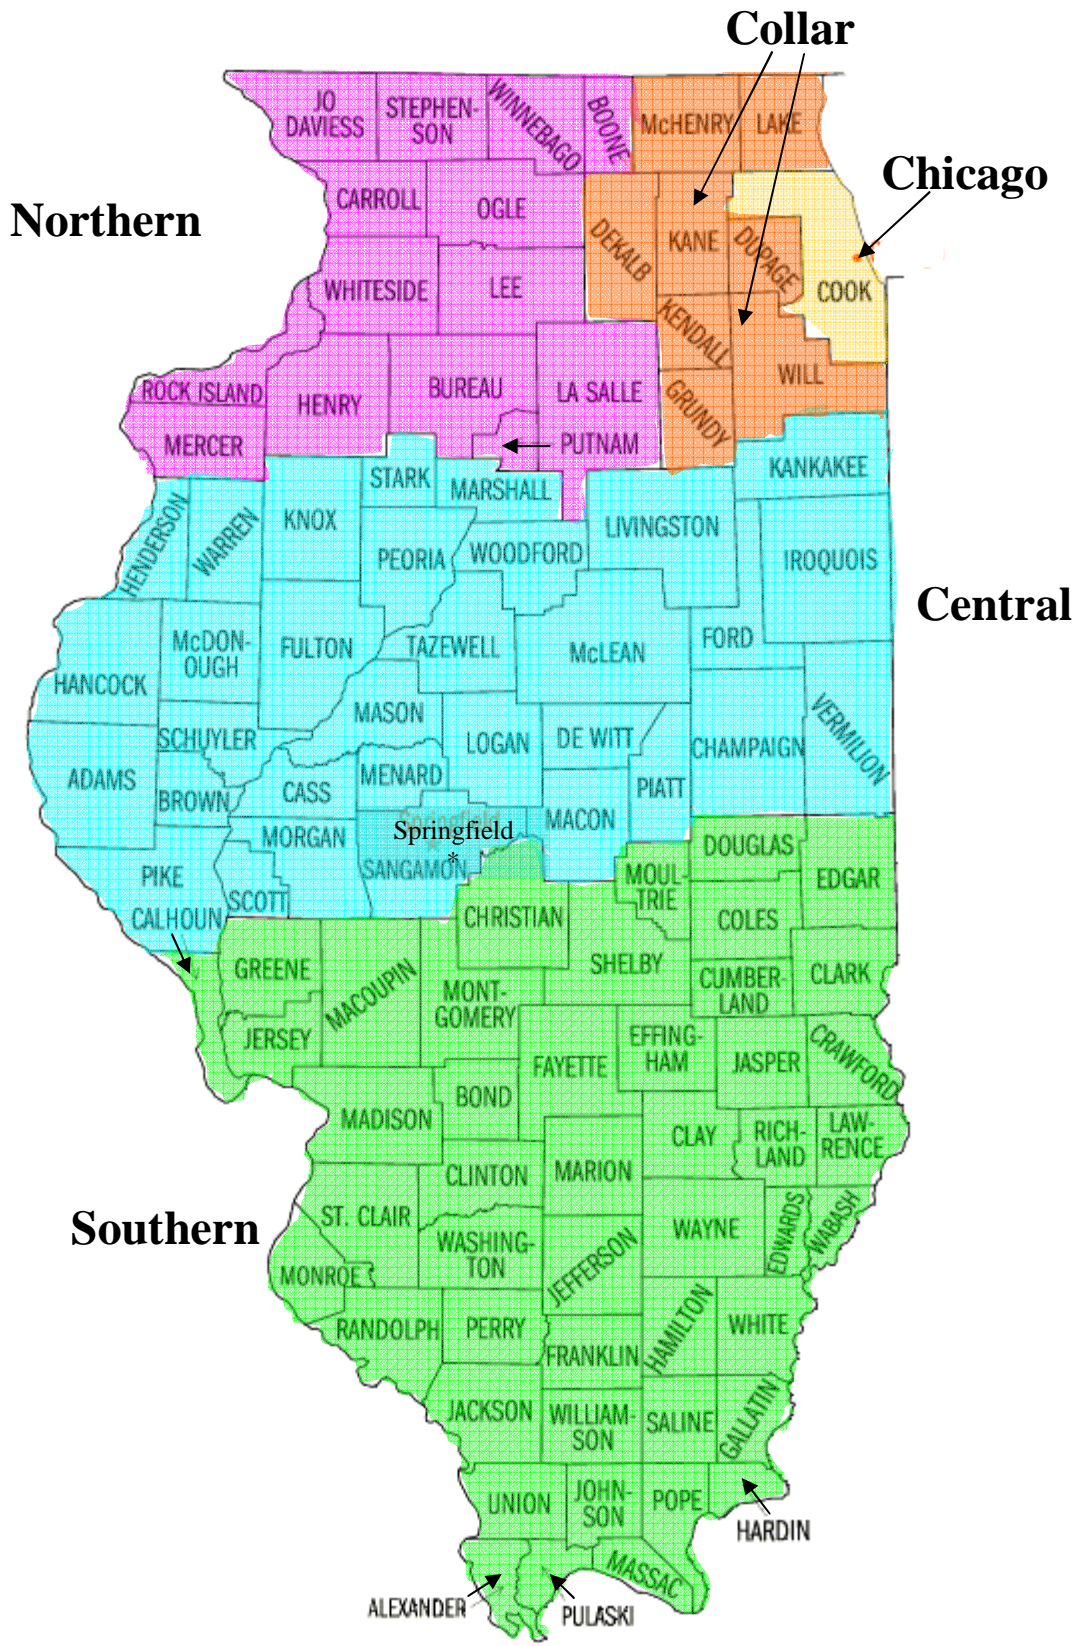 Collar
JO
DAVIESS
STEPHEN-
SON
WINNEBAGO
BOONE
McHENRY
LAKE
Chicago
Northern
CARROLL
OGLE
DEKALB
KANE
DUPAGE
COOK
WHITESIDE
LEE
KENDALL
WILL
ROCK ISLAND
HENRY
BUREAU
LA SALLE
GRUNDY
MERCER
PUTNAM
KANKAKEE
STARK
MARSHALL
HENDERSON
WARREN
KNOX
PEORIA
WOODFORD
LIVINGSTON
IROQUOIS
Central
McDON-
OUGH
FULTON
TAZEWELL
McLEAN
FORD
HANCOCK
MASON
SCHUYLER
LOGAN
DE WITT
CHAMPAIGN
VERMILION
ADAMS
BROWN
CASS
MENARD
PIATT
Springfield
Springfield
*
MACON
MORGAN
SANGAMON
DOUGLAS
PIKE
SCOTT
MOUL-
TRIE
EDGAR
CALHOUN
CHRISTIAN
COLES
GREENE
MACOUPIN
MONT-
GOMERY
SHELBY
CUMBER-
LAND
CLARK
JERSEY
FAYETTE
EFFING-
HAM
JASPER
CRAWFORD
MADISON
BOND
CLAY
RICH-
LAND
LAW-
RENCE
CLINTON
MARION
Southern
ST. CLAIR
WASHING-
TON
JEFFERSON
WAYNE
EDWARDS
WABASH
MONROE
RANDOLPH
PERRY
FRANKLIN
HAMILTON
WHITE
JACKSON
WILLIAM-
SON
SALINE
GALLATIN
UNION
JOHN-
SON
POPE
HARDIN
MASSAC
ALEXANDER
PULASKI